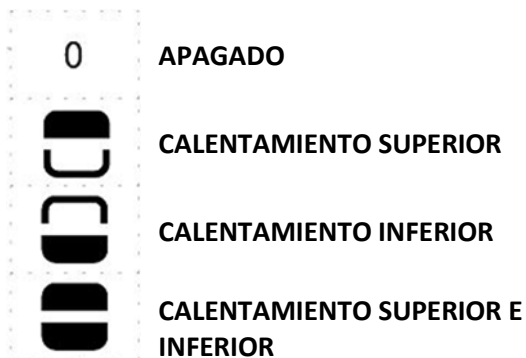 0 APAGADO
CALENTAMIENTO SUPERIOR
CALENTAMIENTO INFERIOR
CALENTAMIENTO SUPERIOR E
INFERIOR